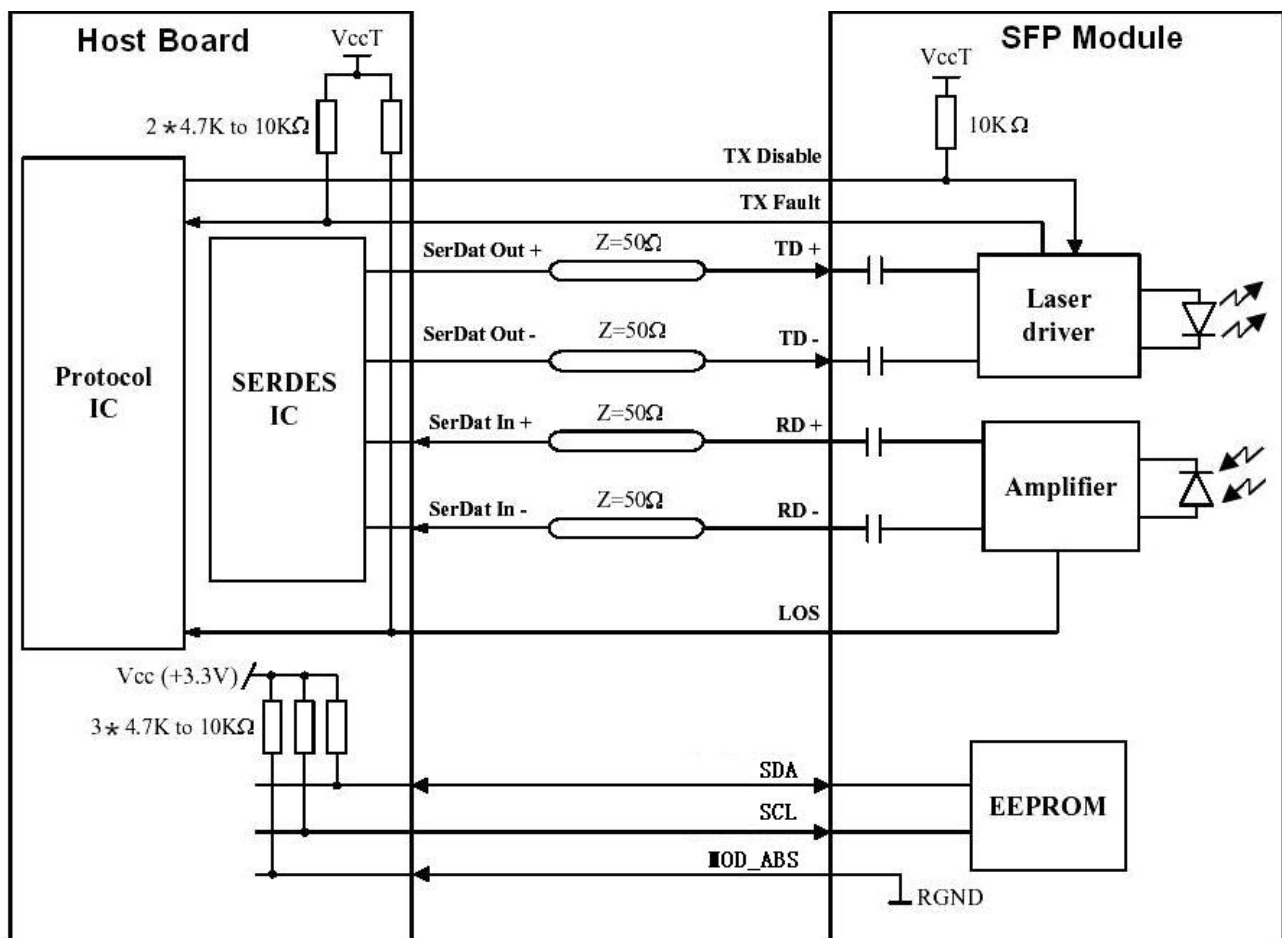 Host Board
SFP Module
VccT
VccT
2*4.7K to 10KΩ
10KΩ
TX Disable
TX Fault
SerDat Out +
Z=50Ω
TD +
SerDat Out -
Z=50Ω
TD -
Laser
driver
Protocol
IC
SERDES
IC
SerDat In +
Z=50Ω
RD +
SerDat In -
Z=50Ω
RD -
Amplifier
LOS
Vcc (+3.3V)
3*4.7K to 10KΩ
SDA
SCL
MOD_ABS
EEPROM
RGND